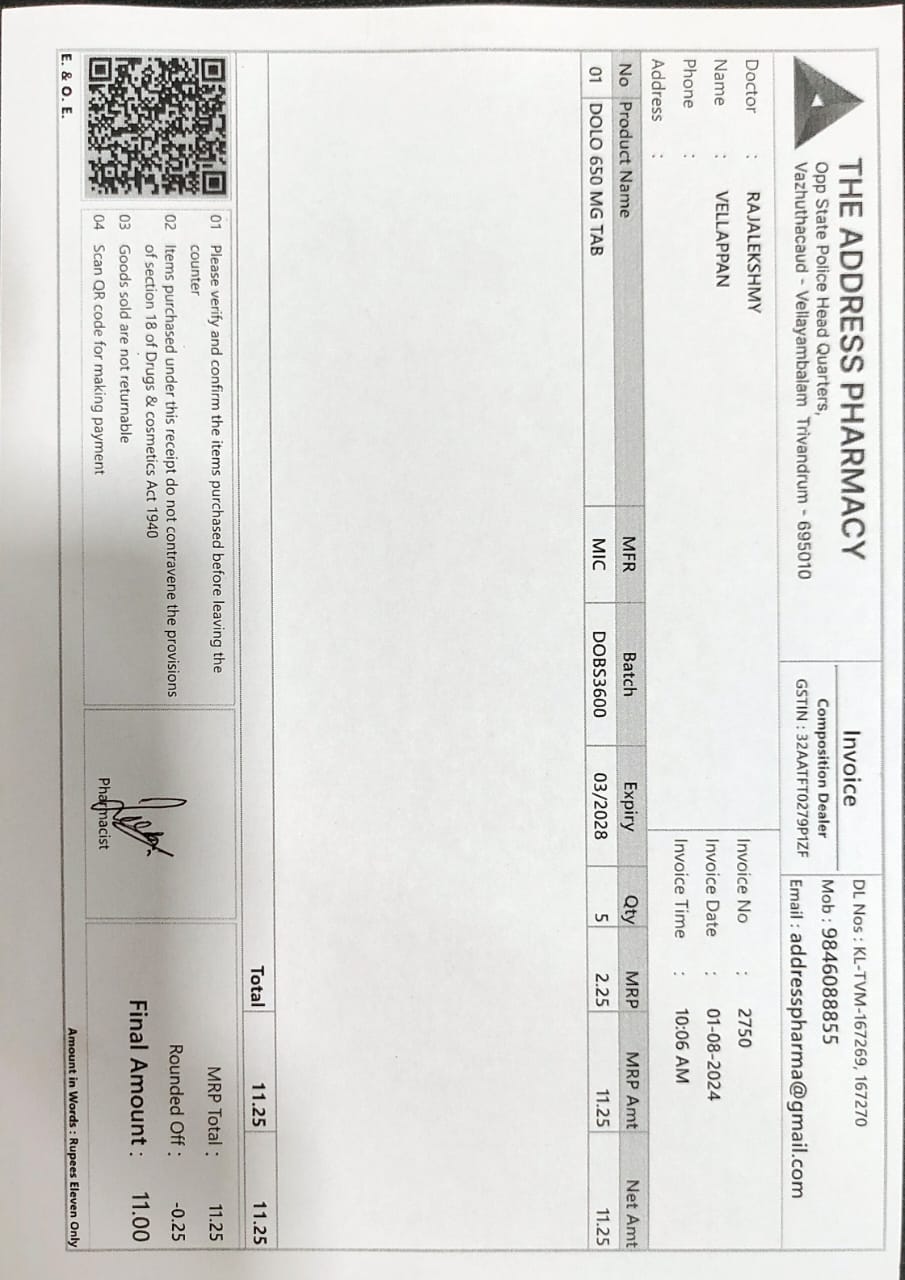 THE ADDRESS PHARMACY
Opp State Police Head Quarters,
Vazhuthacaud - Vellayambalam Trivandrum - 695010
Invoice
Composition Dealer
GSTIN : 32AATFT0279P1ZF
DL Nos : KL-TVM-167269, 167270
Mob : 9846088855
Email : addresspharma@gmail.com
Doctor : RAJALEKSHMY
Name : VELLAPPAN
Phone :
Address :
Invoice No : 2750
Invoice Date : 01-08-2024
Invoice Time : 10:06 AM
No Product Name MFR Batch Expiry Qty MRP MRP Amt Net Amt
01 DOLO 650 MG TAB MIC DOBS3600 03/2028 5 2.25 11.25 11.25
Total 11.25 11.25
01 Please verify and confirm the items purchased before leaving the
counter
02 Items purchased under this receipt do not contravene the provisions
of section 18 of Drugs & cosmetics Act 1940
03 Goods sold are not returnable
04 Scan QR code for making payment
Pharmacist
MRP Total : 11.25
Rounded Off : -0.25
Final Amount : 11.00
E. & O. E.
Amount in Words : Rupees Eleven Only